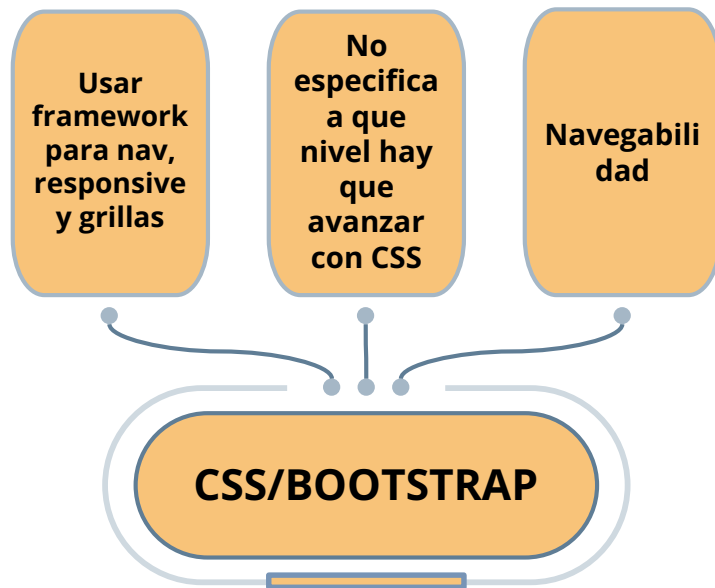 Usar
framework
para nav,
responsive
y grillas
No
especifica
a que
nivel hay
que
avanzar
con CSS
Navegabili
dad
CSS/BOOTSTRAP